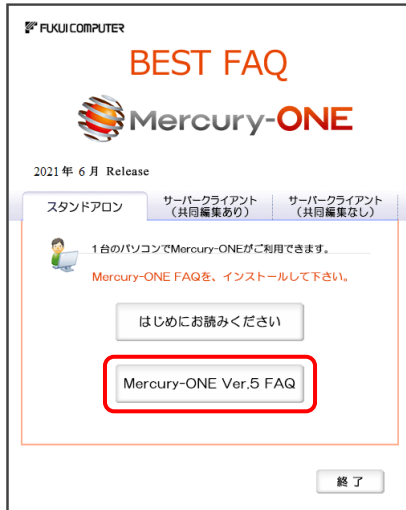 FUKUI COMPUTER
BEST FAQ
Mercury-ONE
2021年 6月 Release
スタンドアロン
サーバークライアント
（共同編集あり）
サーバークライアント
（共同編集なし）
1台のパソコンでMercury-ONEがご利用できます。
Mercury-ONE FAQを、インストールして下さい。
はじめにお読みください
Mercury-ONE Ver.5 FAQ
終 了